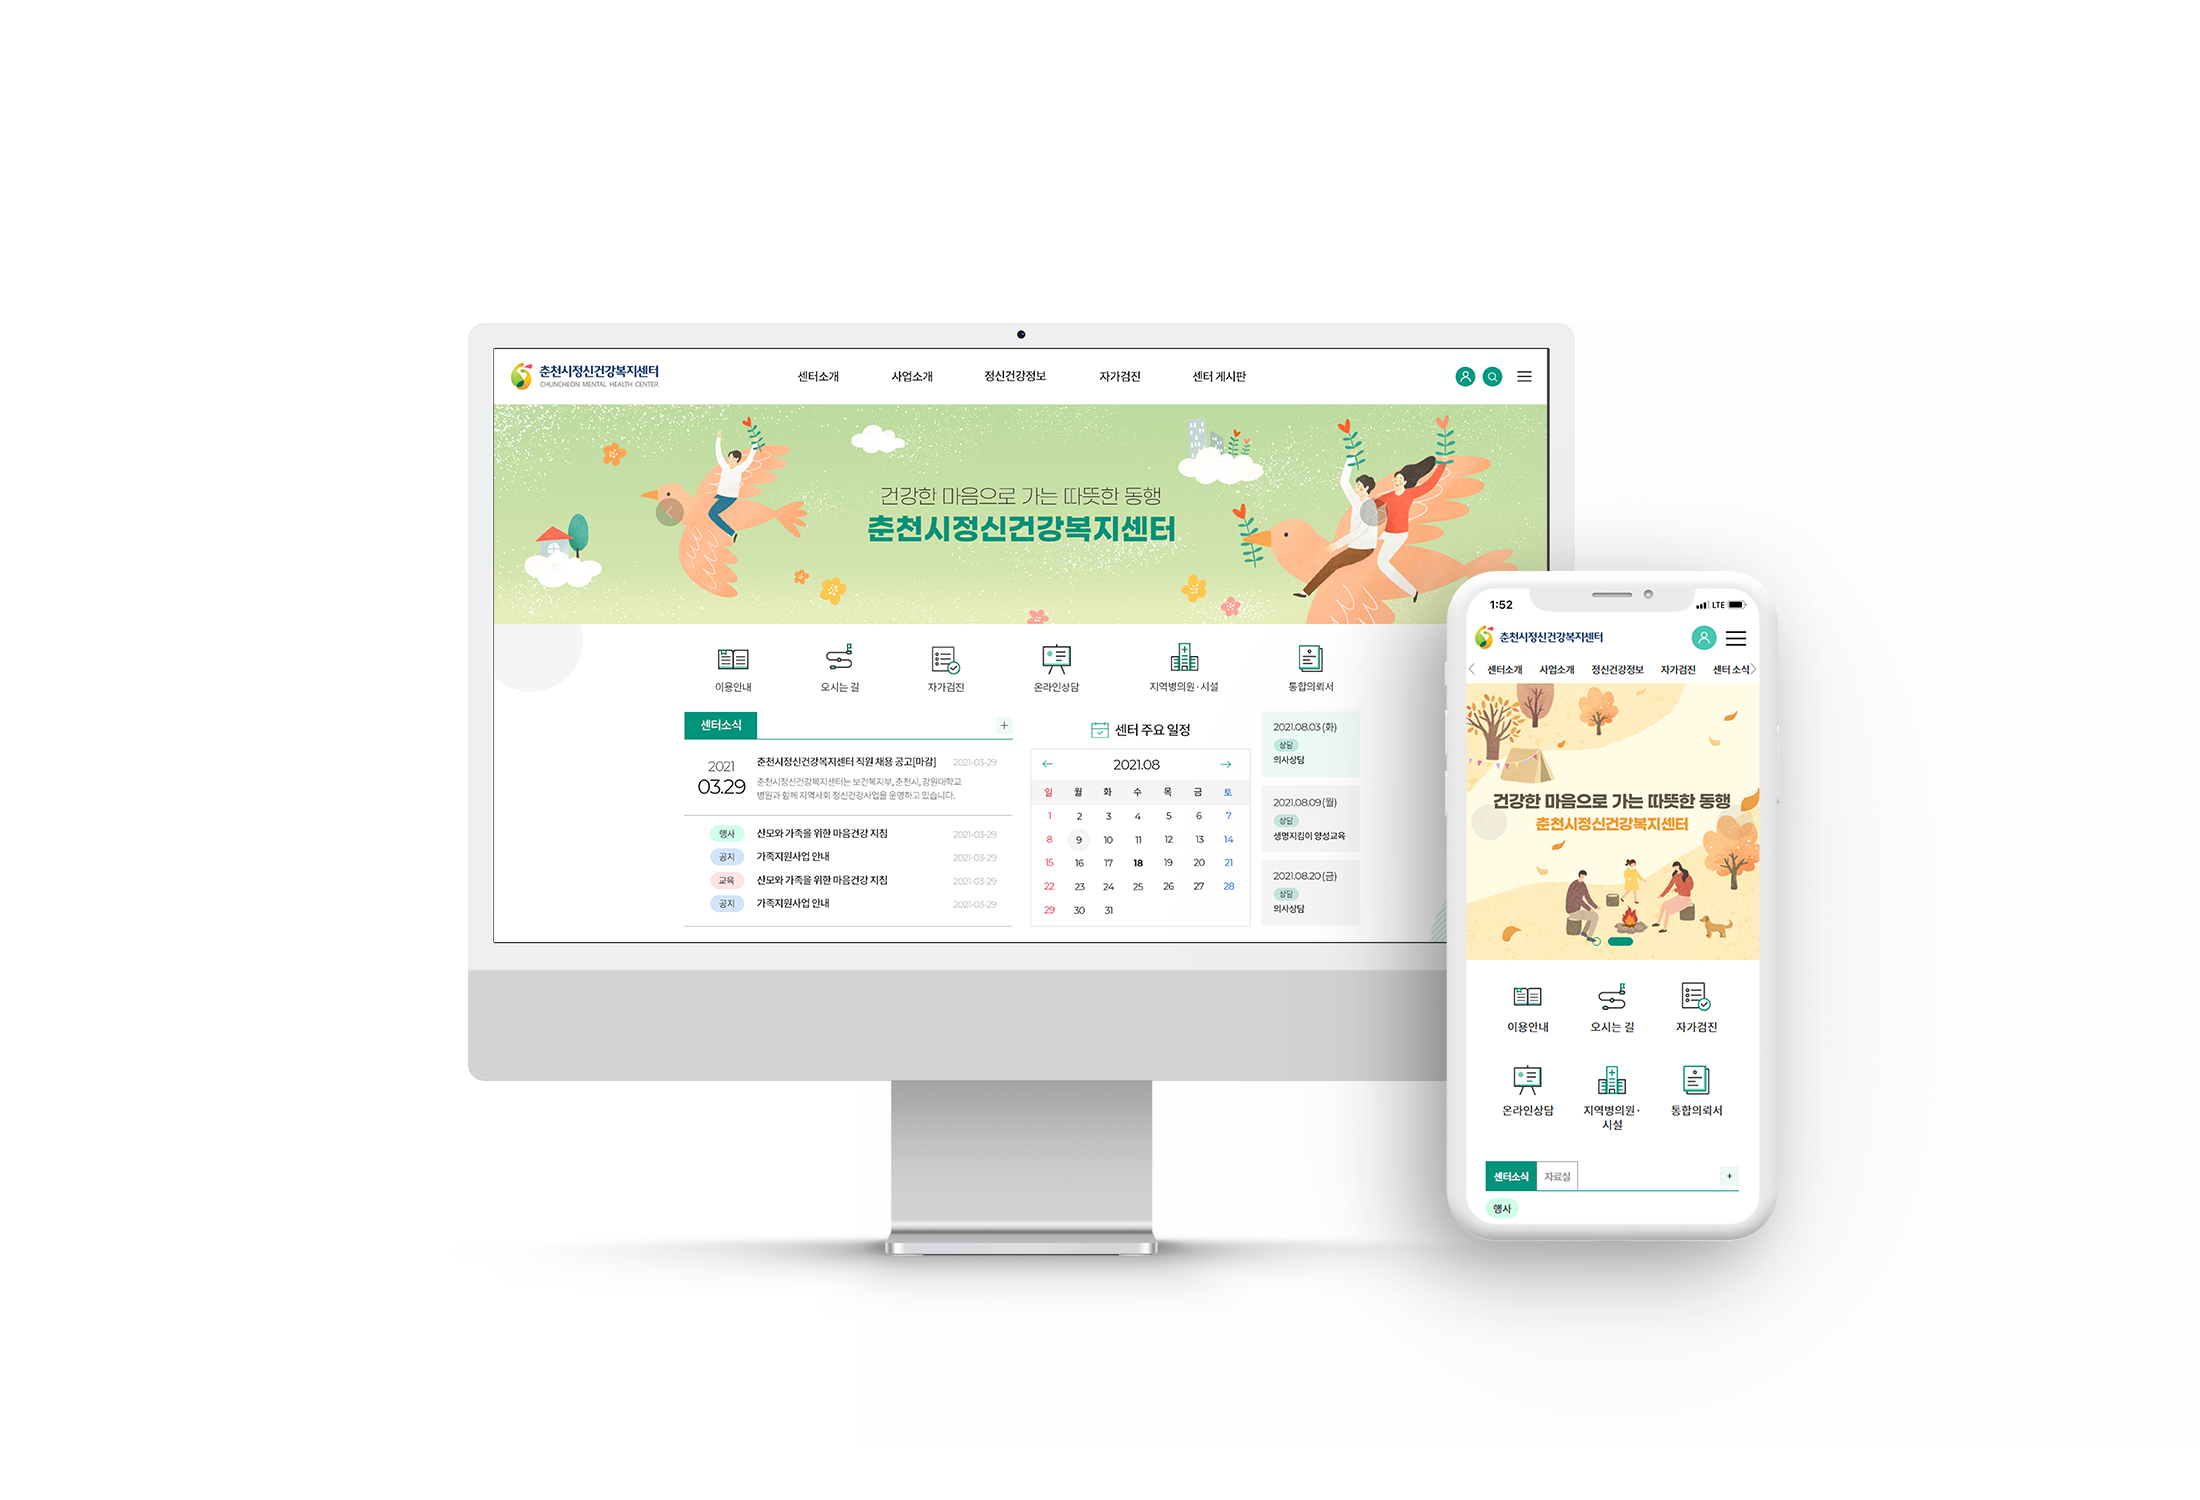 춘천시정신건강복지센터
CHUNCHEON MENTAL HEALTH CENTER
센터소개
사업소개
정신건강정보
자가검진
센터 게시판
건강한 마음으로 가는 따뜻한 동행
춘천시정신건강복지센터
이용안내
오시는 길
자가검진
온라인상담
지역병의원·시설
통합의뢰서
센터소식
+
2021
03.29
춘천시정신건강복지센터 직원 채용 공고[마감]
2021-03-29
춘천시정신건강복지센터는 보건복지부, 춘천시, 강원대학교
병원과 함께 지역사회 정신건강사업을 운영하고 있습니다.
행사 산모와 가족을 위한 마음건강 지침 2021-03-29
공지 가족지원사업 안내 2021-03-29
교육 산모와 가족을 위한 마음건강 지침 2021-03-29
공지 가족지원사업 안내 2021-03-29
센터 주요 일정
2021.08
일 월 화 수 목 금 토
1 2 3 4 5 6 7
8 9 10 11 12 13 14
15 16 17 18 19 20 21
22 23 24 25 26 27 28
29 30 31
2021.08.03 (화)
상담
의사상담
2021.08.09 (월)
상담
생명지킴이 양성교육
2021.08.20 (금)
상담
의사상담
1:52
LTE
춘천시정신건강복지센터
센터소개 사업소개 정신건강정보 자가검진 센터 소식
건강한 마음으로 가는 따뜻한 동행
춘천시정신건강복지센터
이용안내
오시는 길
자가검진
온라인상담
지역병의원·
시설
통합의뢰서
센터소식
자료실
+
행사